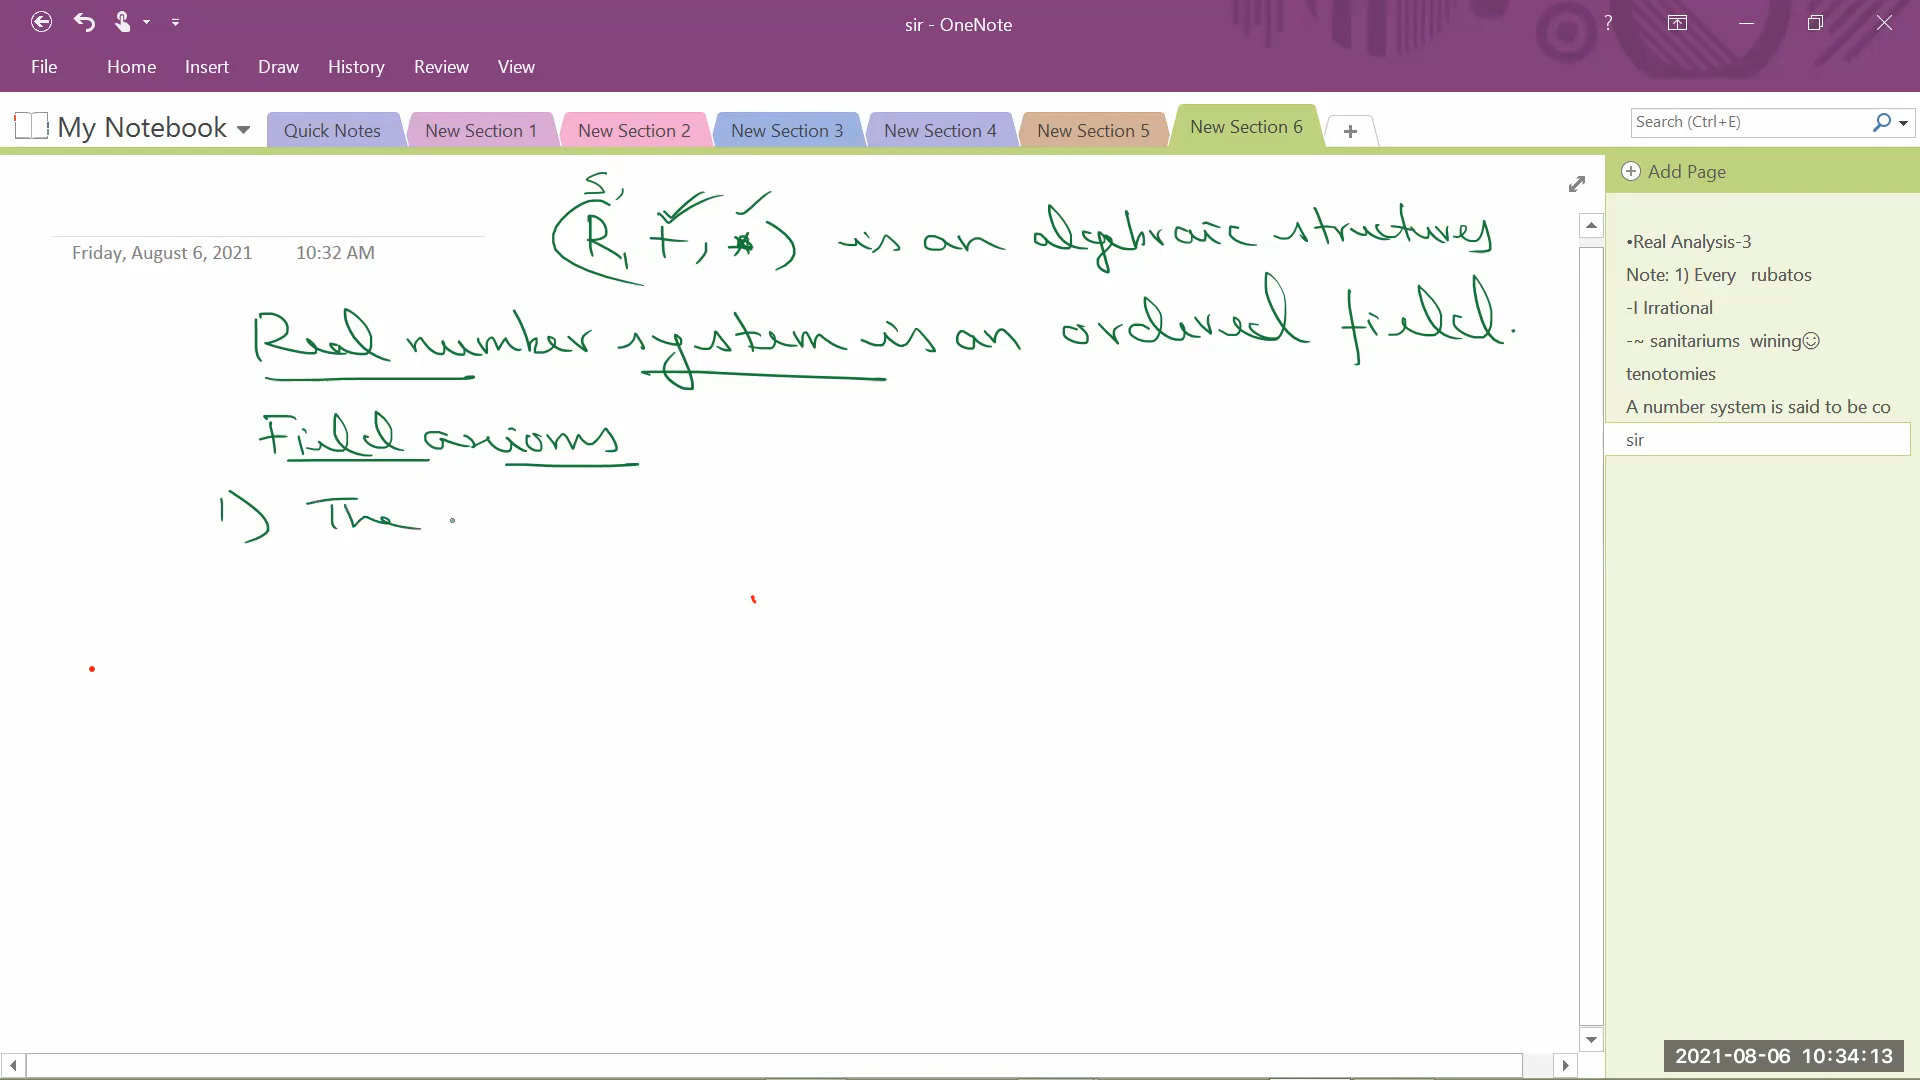 sir - OneNote
?
File Home Insert Draw History Review View
My Notebook Quick Notes New Section 1 New Section 2 New Section 3 New Section 4 New Section 5 New Section 6 +
Search (Ctrl+E)
Add Page
S,
(R, +, *) is an algebraic structures
Friday, August 6, 2021 10:32 AM
Real number system is an ordered field.
Field axioms
1) The
•Real Analysis-3
Note: 1) Every rubatos
-I Irrational
-~ sanitariums wining☺
tenotomies
A number system is said to be co
sir
2021-08-06 10:34:13